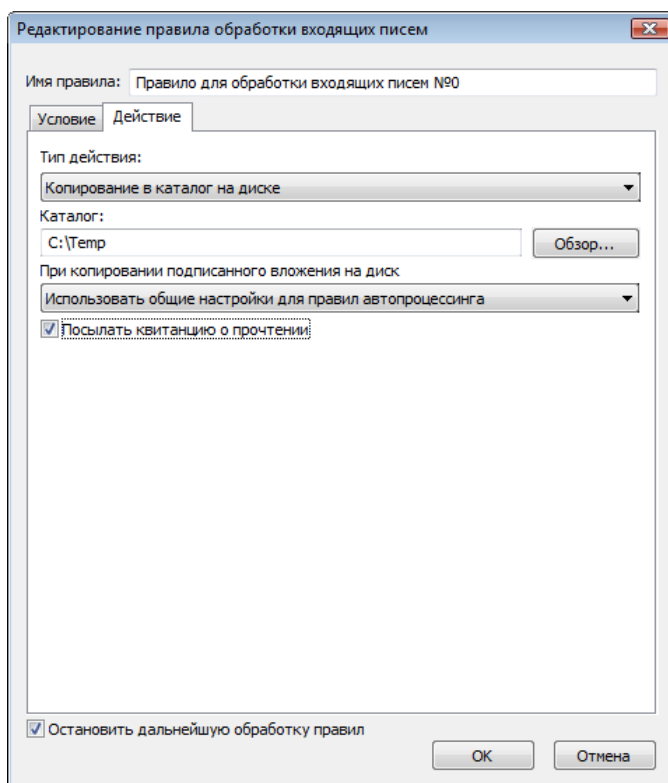 Редактирование правила обработки входящих писем
Имя правила: Правило для обработки входящих писем №0
Условие Действие
Тип действия:
Копирование в каталог на диске
Каталог:
C:\Temp Обзор...
При копировании подписанного вложения на диск
Использовать общие настройки для правил автопроцессинга
Посылать квитанцию о прочтении
Остановить дальнейшую обработку правил
OK Отмена